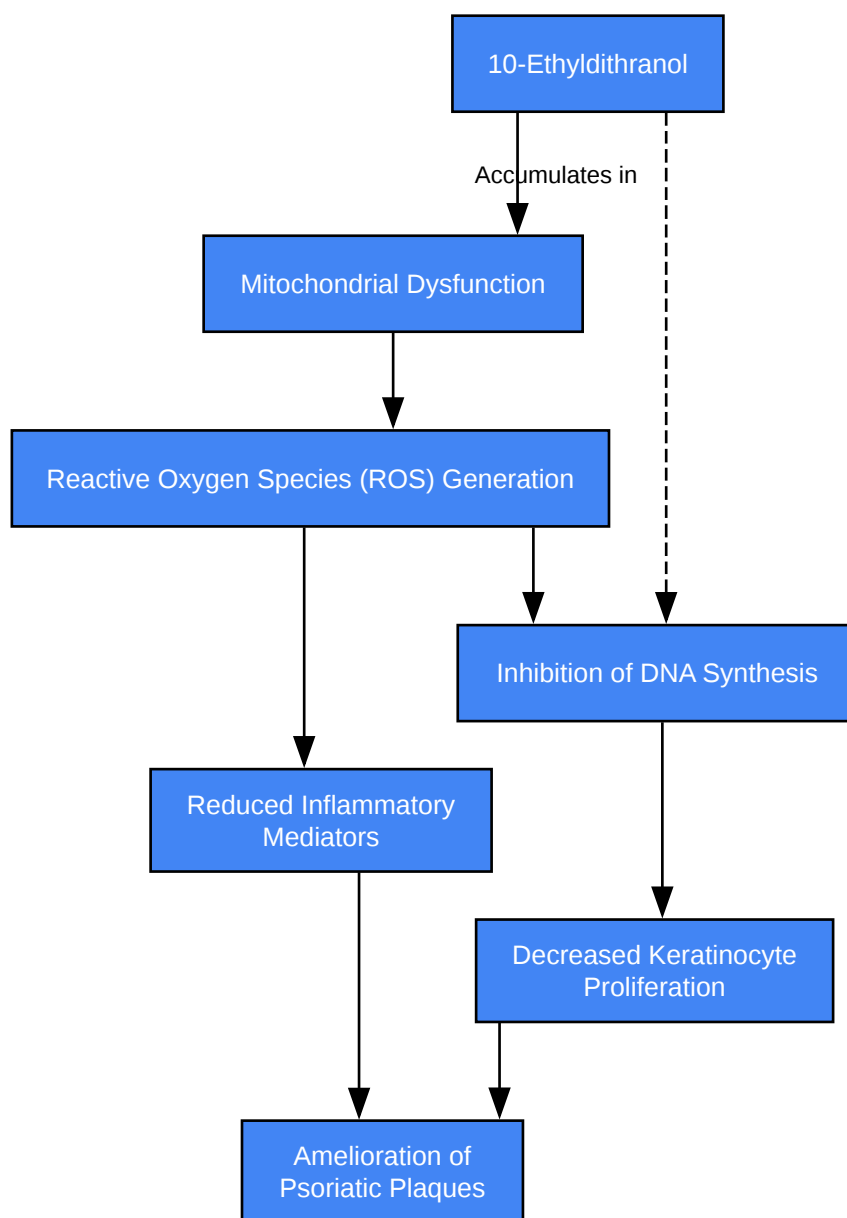 10-Ethyldithranol
Accumulates in
Mitochondrial Dysfunction
Reactive Oxygen Species (ROS) Generation
Inhibition of DNA Synthesis
Reduced Inflammatory
Mediators
Decreased Keratinocyte
Proliferation
Amelioration of
Psoriatic Plaques